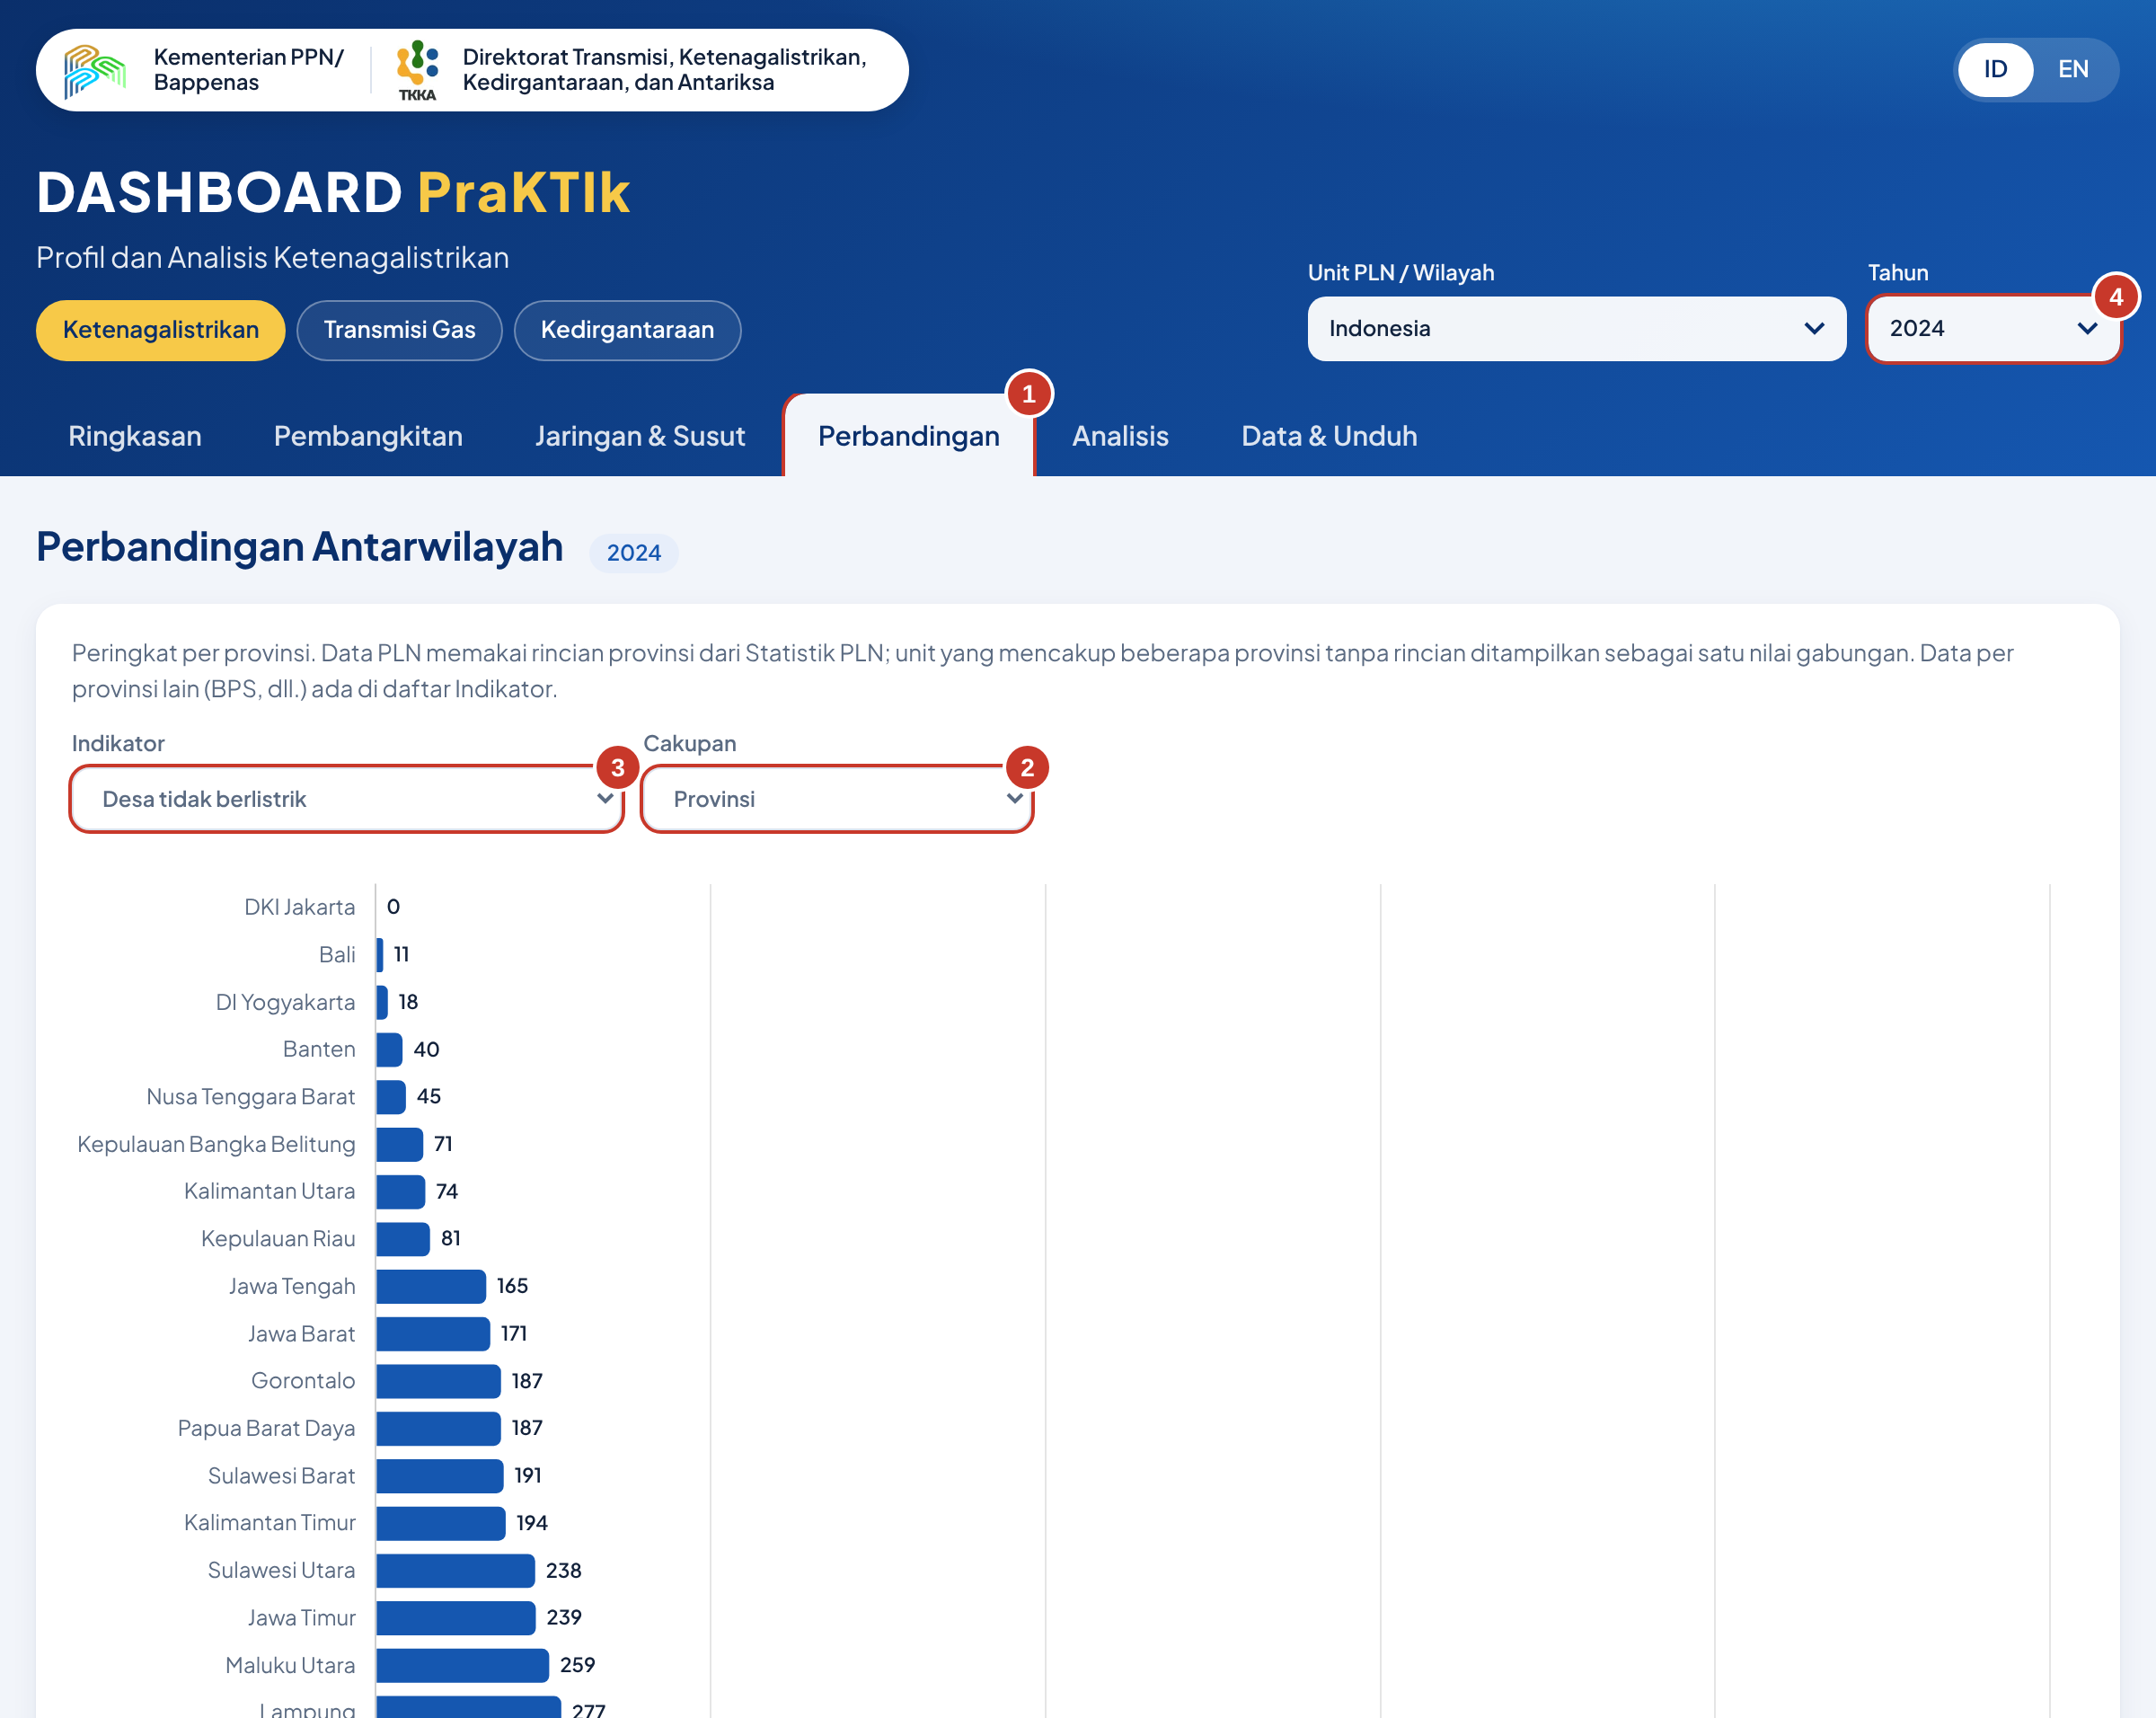 Kementerian PPN/
Bappenas
TKKA
Direktorat Transmisi, Ketenagalistrikan,
Kedirgantaraan, dan Antariksa
ID
EN
DASHBOARD PraKTIk
Profil dan Analisis Ketenagalistrikan
Unit PLN / Wilayah
Tahun
4
Ketenagalistrikan
Transmisi Gas
Kedirgantaraan
Indonesia
2024
1
Ringkasan
Pembangkitan
Jaringan & Susut
Perbandingan
Analisis
Data & Unduh
Perbandingan Antarwilayah
2024
Peringkat per provinsi. Data PLN memakai rincian provinsi dari Statistik PLN; unit yang mencakup beberapa provinsi tanpa rincian ditampilkan sebagai satu nilai gabungan. Data per
provinsi lain (BPS, dll.) ada di daftar Indikator.
Indikator
Cakupan
3
2
Desa tidak berlistrik
Provinsi
DKI Jakarta 0
Bali 11
DI Yogyakarta 18
Banten 40
Nusa Tenggara Barat 45
Kepulauan Bangka Belitung 71
Kalimantan Utara 74
Kepulauan Riau 81
Jawa Tengah 165
Jawa Barat 171
Gorontalo 187
Papua Barat Daya 187
Sulawesi Barat 191
Kalimantan Timur 194
Sulawesi Utara 238
Jawa Timur 239
Maluku Utara 259
Lampung 277